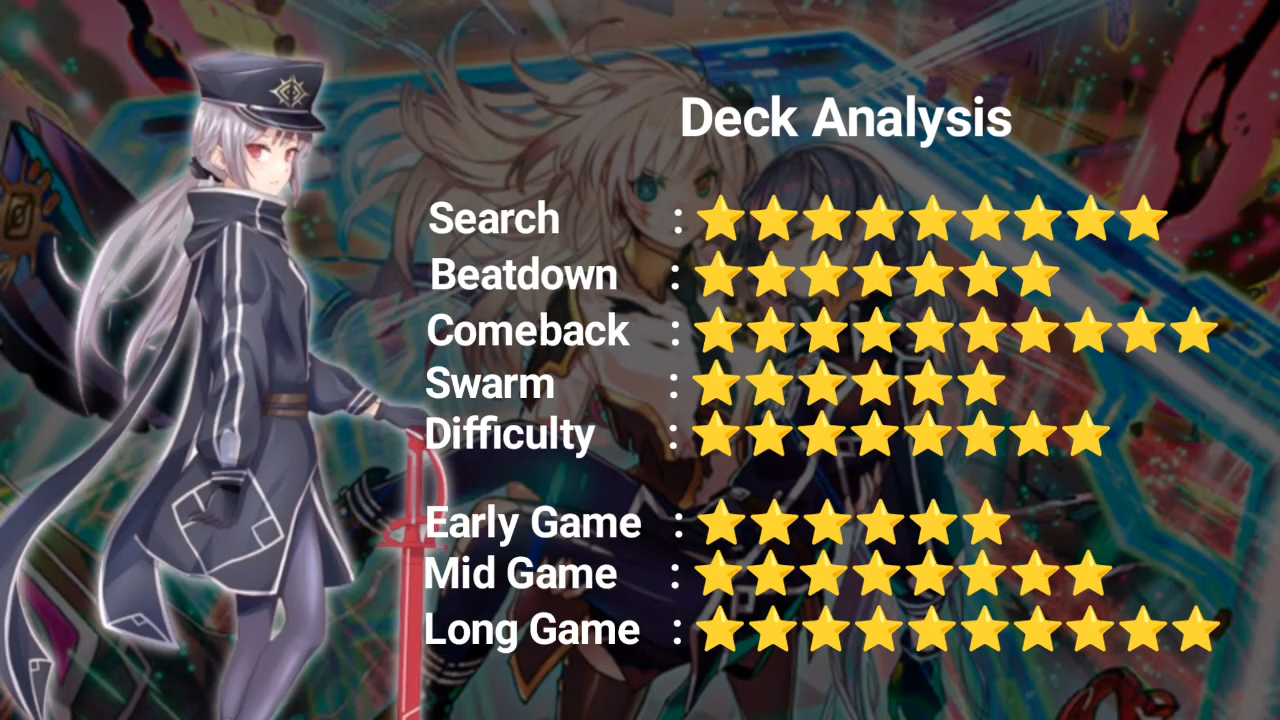 Deck Analysis
Search : ⭐⭐⭐⭐⭐⭐⭐⭐⭐
Beatdown : ⭐⭐⭐⭐⭐⭐⭐
Comeback : ⭐⭐⭐⭐⭐⭐⭐⭐⭐⭐
Swarm : ⭐⭐⭐⭐⭐⭐
Difficulty : ⭐⭐⭐⭐⭐⭐⭐⭐
Early Game : ⭐⭐⭐⭐⭐⭐
Mid Game : ⭐⭐⭐⭐⭐⭐⭐⭐
Long Game : ⭐⭐⭐⭐⭐⭐⭐⭐⭐⭐